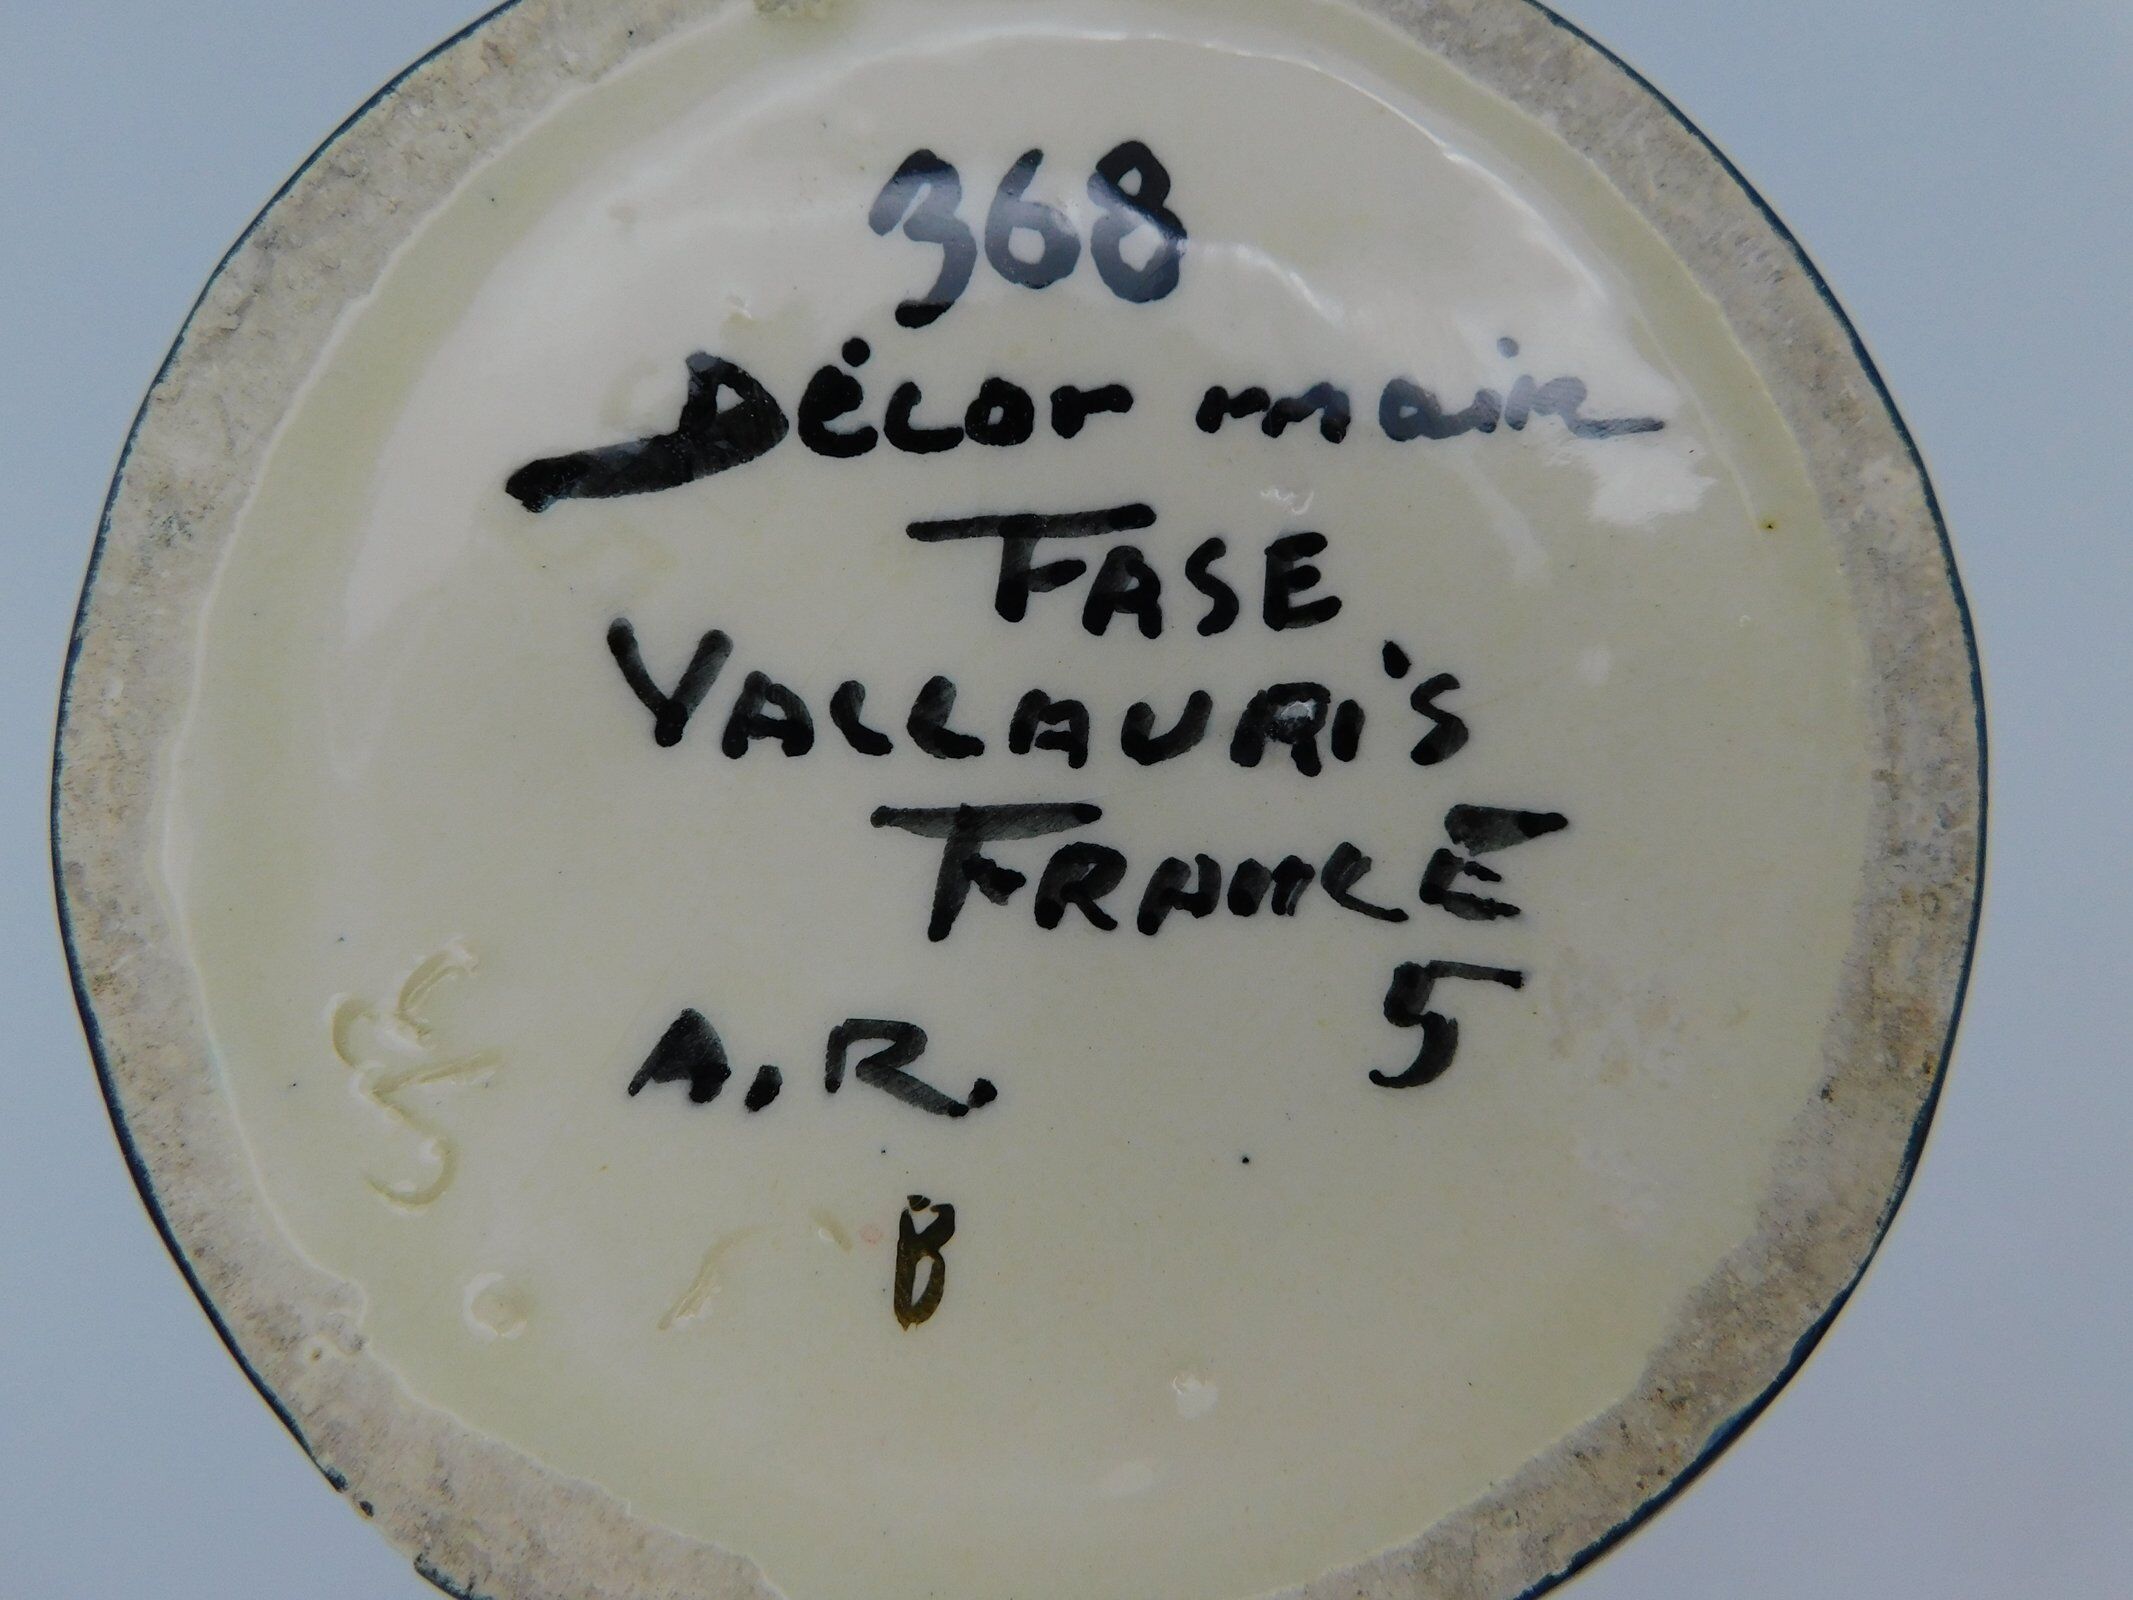 368
Décor main
FASE
VALLAURIS
FRANCE
A.R. 5
B